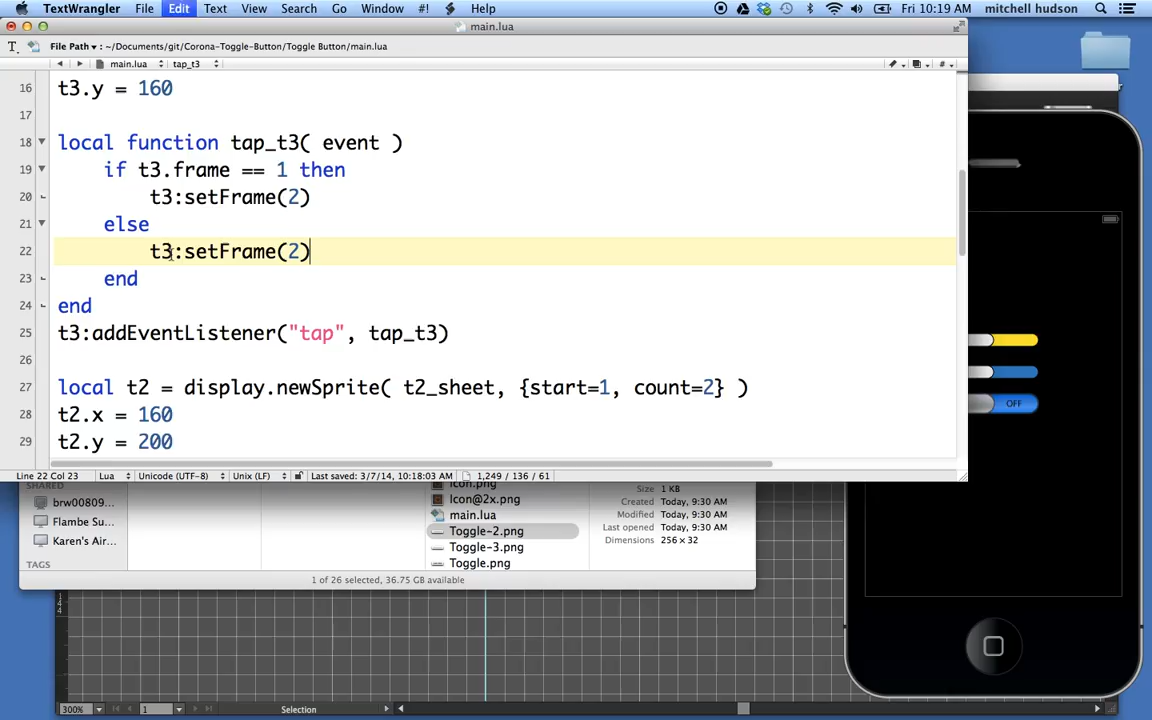 TextWrangler File Edit Text View Search Go Window #! Help Fri 10:19 AM mitchell hudson
main.lua
File Path ▾ : ~/Documents/git/Corona-Toggle-Button/Toggle Button/main.lua
main.lua tap_t3
16 t3.y = 160
17
18 local function tap_t3( event )
19 if t3.frame == 1 then
20 t3:setFrame(2)
21 else
22 t3:setFrame(2)
23 end
24 end
25 t3:addEventListener("tap", tap_t3)
26
27 local t2 = display.newSprite( t2_sheet, {start=1, count=2} )
28 t2.x = 160
29 t2.y = 200
Line 22 Col 23 Lua Unicode (UTF-8) Unix (LF) Last saved: 3/7/14, 10:18:03 AM 1,249 / 136 / 61
OFF
SHARED
brw00809...
Flambe Su...
Karen's Air...
TAGS
Icon.png
Icon@2x.png
main.lua
Toggle-2.png
Toggle-3.png
Toggle.png
Size 1 KB
Created Today, 9:30 AM
Modified Today, 9:30 AM
Last opened Today, 9:30 AM
Dimensions 256 × 32
1 of 26 selected, 36.75 GB available
300% 1 Selection